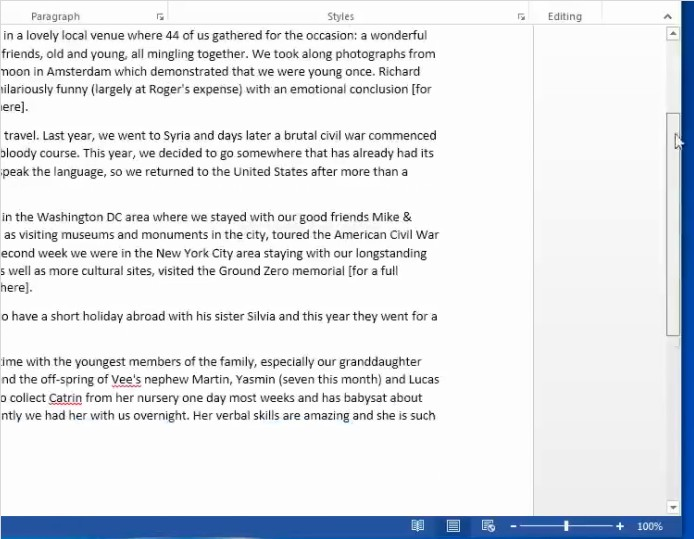 Paragraph Styles Editing
in a lovely local venue where 44 of us gathered for the occasion: a wonderful
friends, old and young, all mingling together. We took along photographs from
moon in Amsterdam which demonstrated that we were young once. Richard
hilariously funny (largely at Roger's expense) with an emotional conclusion [for
here].
travel. Last year, we went to Syria and days later a brutal civil war commenced
bloody course. This year, we decided to go somewhere that has already had its
speak the language, so we returned to the United States after more than a
in the Washington DC area where we stayed with our good friends Mike &
as visiting museums and monuments in the city, toured the American Civil War
second week we were in the New York City area staying with our longstanding
s well as more cultural sites, visited the Ground Zero memorial [for a full
here].
o have a short holiday abroad with his sister Silvia and this year they went for a
time with the youngest members of the family, especially our granddaughter
nd the off-spring of Vee's nephew Martin, Yasmin (seven this month) and Lucas
o collect Catrin from her nursery one day most weeks and has babysat about
ntly we had her with us overnight. Her verbal skills are amazing and she is such
100%